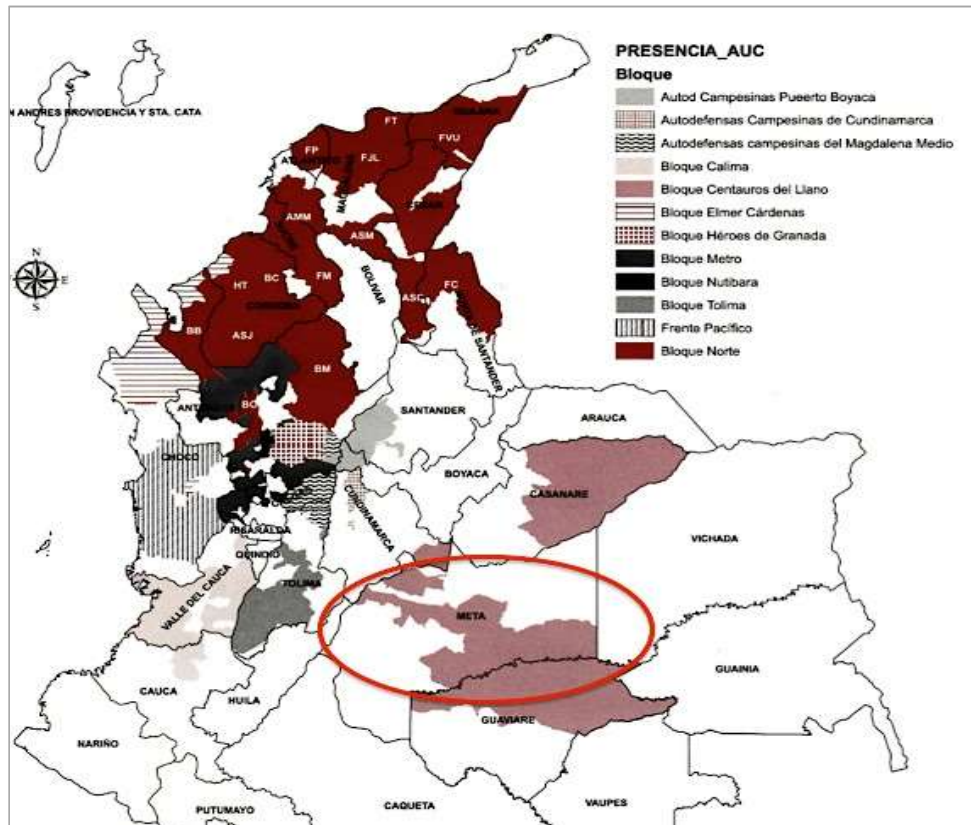 PRESENCIA_AUC
Bloque
Autod Campesinas Pueerto Boyaca
Autodefensas Campesinas de Cundinamarca
Autodefensas campesinas del Magdalena Medio
Bloque Calima
Bloque Centauros del Llano
Bloque Elmer Cárdenas
Bloque Héroes de Granada
Bloque Metro
Bloque Nutibara
Bloque Tolima
Frente Pacífico
Bloque Norte
N ANDRES PROVIDENCIA Y STA. CATA
N
E
S
FT
FP
FJL
FVU
ATLANTICO
CESAR
AMM
ASM
HT
BC
FM
BOLIVAR
ASC
FC
BB
ASJ
BM
BO
SANTANDER
ARAUCA
CHOCO
BOYACA
CASANARE
CUNDINAMARCA
VICHADA
RISARALDA
QUINDIO
TOLIMA
VALLE DEL CAUCA
META
GUAINIA
CAUCA
HUILA
GUAVIARE
NARIÑO
PUTUMAYO
CAQUETA
VAUPES